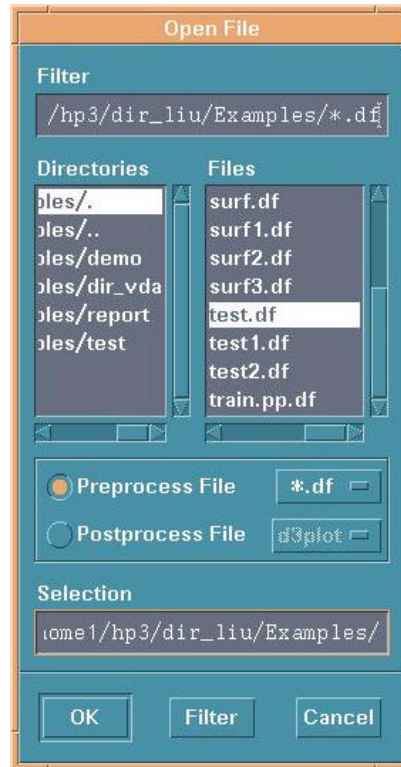 Open File
Filter
/hp3/dir_liu/Examples/*.df
Directories
Files
ples/.
ples/..
ples/demo
ples/dir_vda
ples/report
ples/test
surf.df
surf1.df
surf2.df
surf3.df
test.df
test1.df
test2.df
train.pp.df
Preprocess File
*.df
Postprocess File
d3plot
Selection
ome1/hp3/dir_liu/Examples/
OK
Filter
Cancel